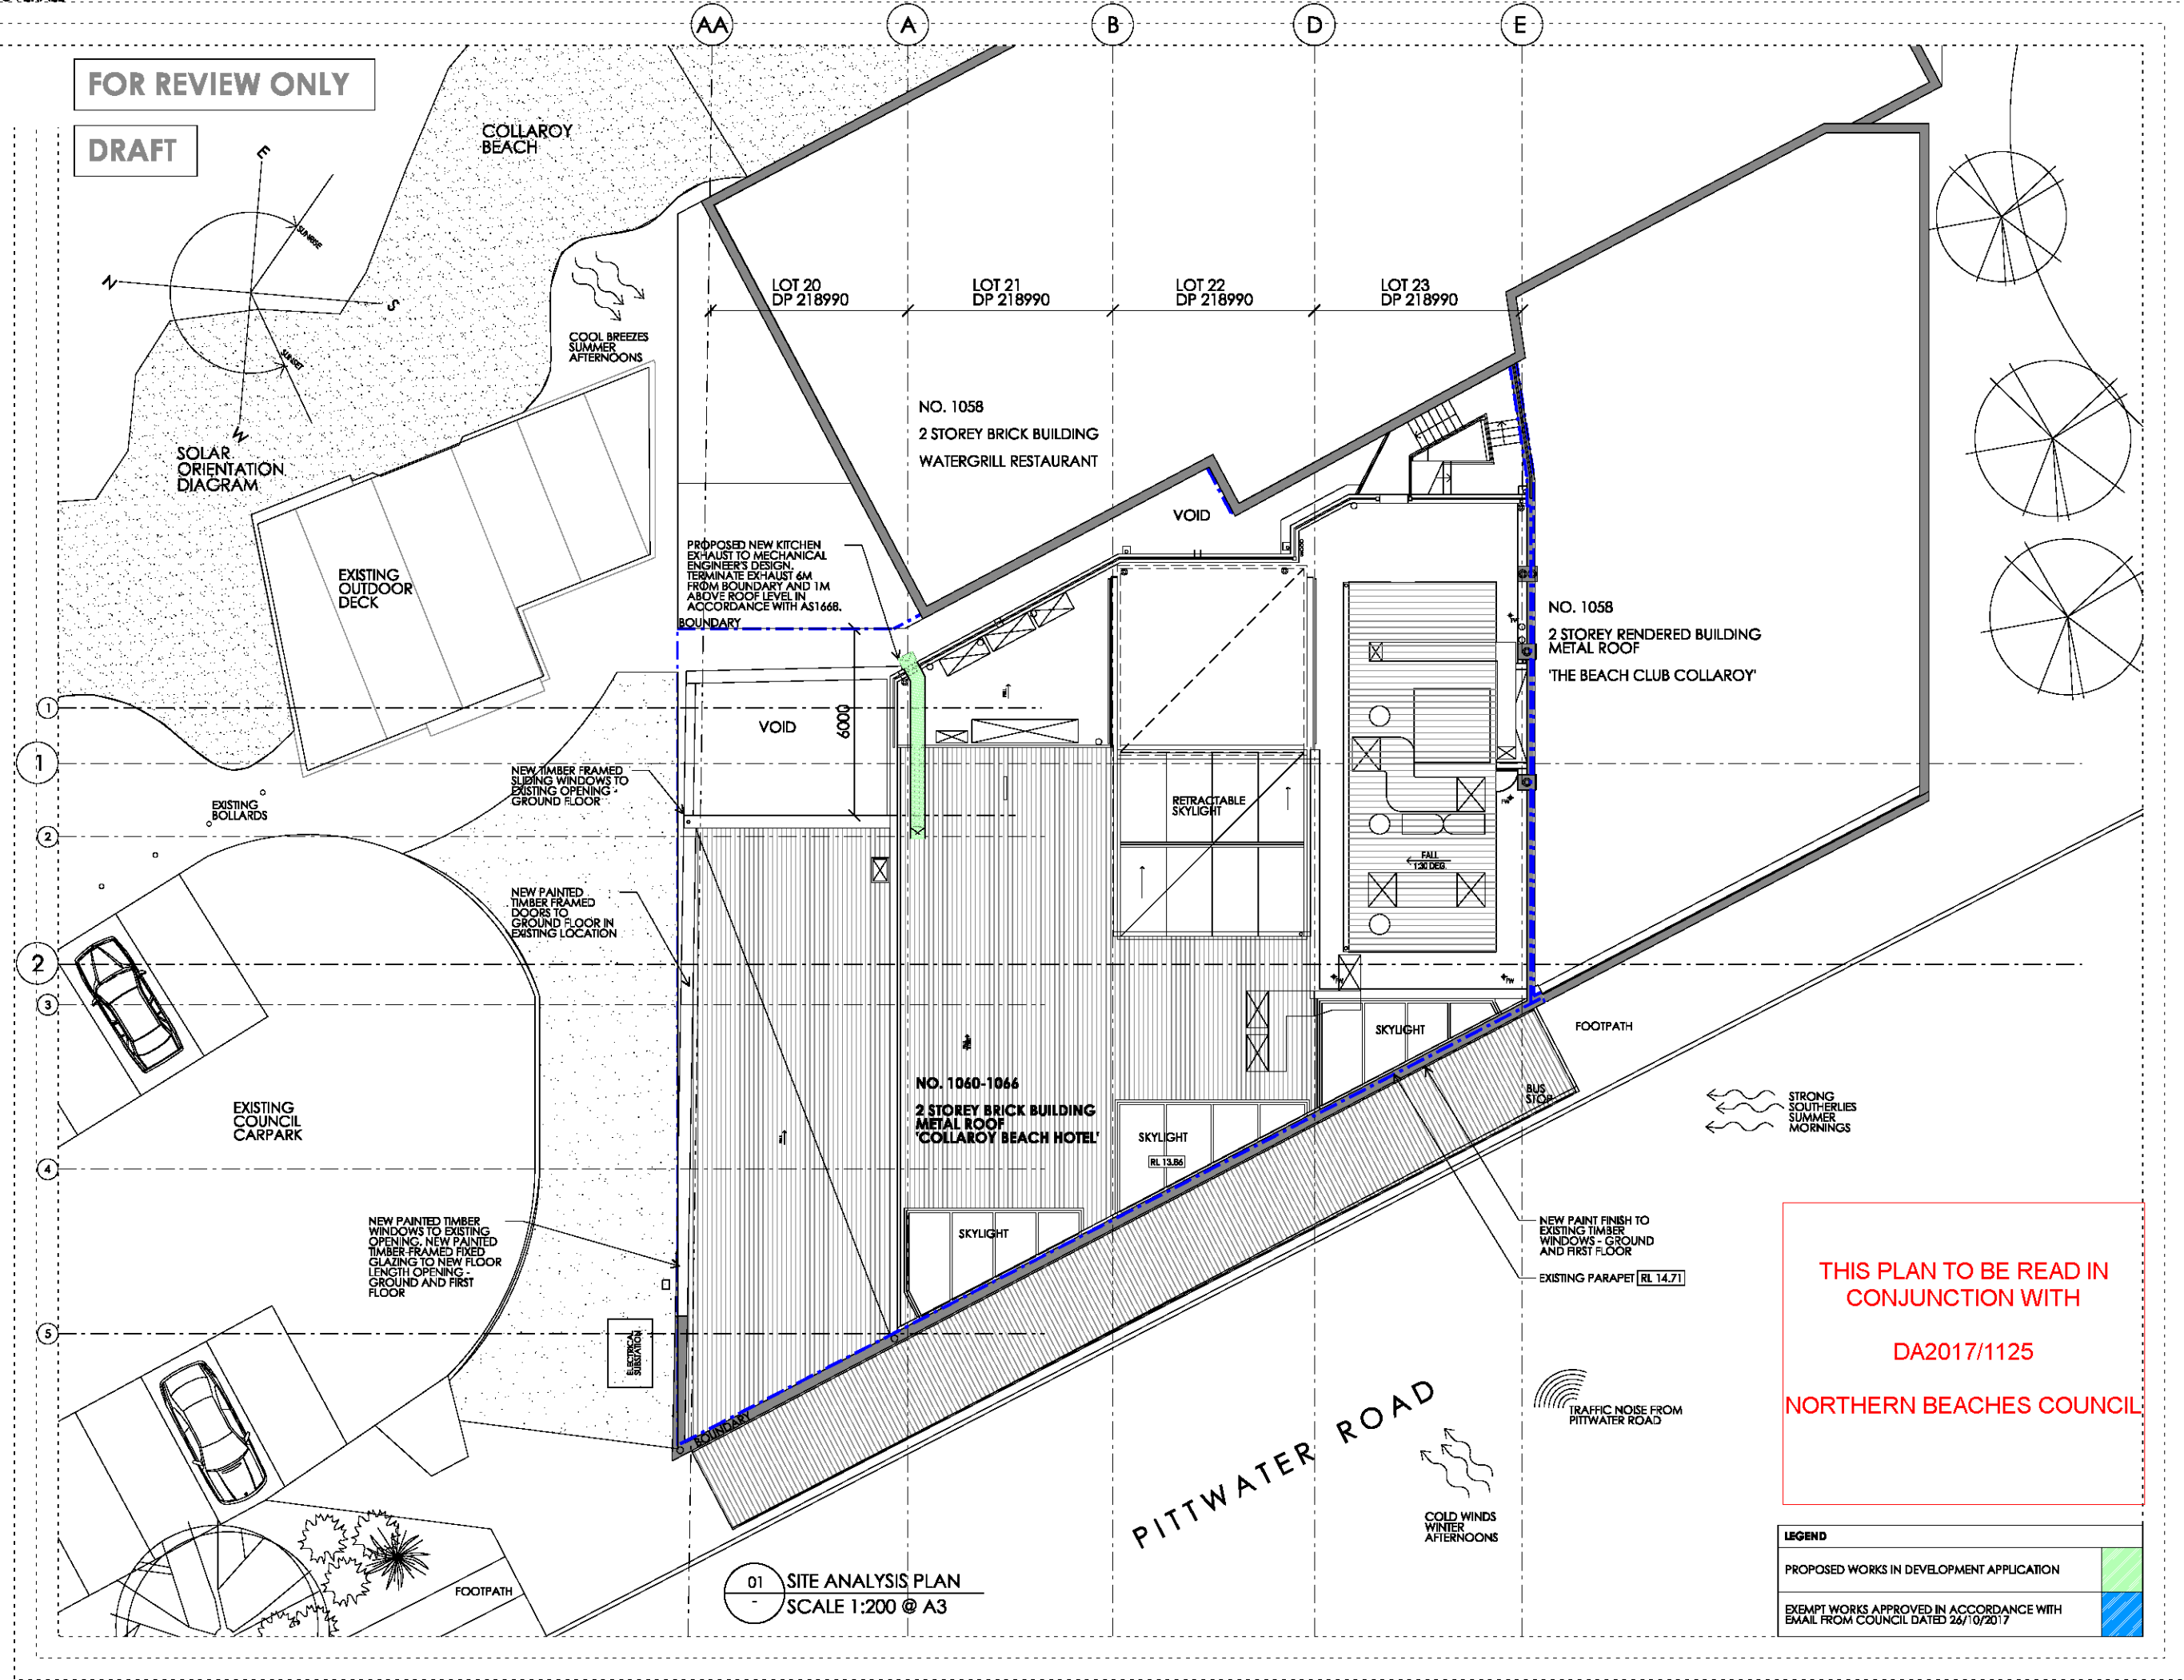 AA
A
B
D
E
FOR REVIEW ONLY
DRAFT
COLLAROY
BEACH
E
SUNRISE
N
S
SUNSET
W
SOLAR
ORIENTATION
DIAGRAM
COOL BREEZES
SUMMER
AFTERNOONS
LOT 20
DP 218990
LOT 21
DP 218990
LOT 22
DP 218990
LOT 23
DP 218990
NO. 1058
2 STOREY BRICK BUILDING
WATERGRILL RESTAURANT
VOID
PROPOSED NEW KITCHEN
EXHAUST TO MECHANICAL
ENGINEER'S DESIGN.
TERMINATE EXHAUST 6M
FROM BOUNDARY AND 1M
ABOVE ROOF LEVEL IN
ACCORDANCE WITH AS1668.
BOUNDARY
EXISTING
OUTDOOR
DECK
NO. 1058
2 STOREY RENDERED BUILDING
METAL ROOF
'THE BEACH CLUB COLLAROY'
1
VOID
6000
1
NEW TIMBER FRAMED
SLIDING WINDOWS TO
EXISTING OPENING -
GROUND FLOOR
EXISTING
BOLLARDS
RETRACTABLE
SKYLIGHT
2
FALL
1:30 DEG.
NEW PAINTED
TIMBER FRAMED
DOORS TO
GROUND FLOOR IN
EXISTING LOCATION
2
FW
FW
3
SKYLIGHT
FOOTPATH
NO. 1060-1066
2 STOREY BRICK BUILDING
METAL ROOF
'COLLAROY BEACH HOTEL'
BUS
STOP
STRONG
SOUTHERLIES
SUMMER
MORNINGS
EXISTING
COUNCIL
CARPARK
SKYLIGHT
RL 13.86
4
NEW PAINTED TIMBER
WINDOWS TO EXISTING
OPENING. NEW PAINTED
TIMBER-FRAMED FIXED
GLAZING TO NEW FLOOR
LENGTH OPENING -
GROUND AND FIRST
FLOOR
SKYLIGHT
NEW PAINT FINISH TO
EXISTING TIMBER
WINDOWS - GROUND
AND FIRST FLOOR
EXISTING PARAPET RL 14.71
5
ELECTRICAL
SUBSTATION
BOUNDARY
THIS PLAN TO BE READ IN
CONJUNCTION WITH
DA2017/1125
NORTHERN BEACHES COUNCIL
TRAFFIC NOISE FROM
PITTWATER ROAD
PITTWATER ROAD
COLD WINDS
WINTER
AFTERNOONS
LEGEND
PROPOSED WORKS IN DEVELOPMENT APPLICATION
EXEMPT WORKS APPROVED IN ACCORDANCE WITH
EMAIL FROM COUNCIL DATED 26/10/2017
FOOTPATH
01
-
SITE ANALYSIS PLAN
SCALE 1:200 @ A3